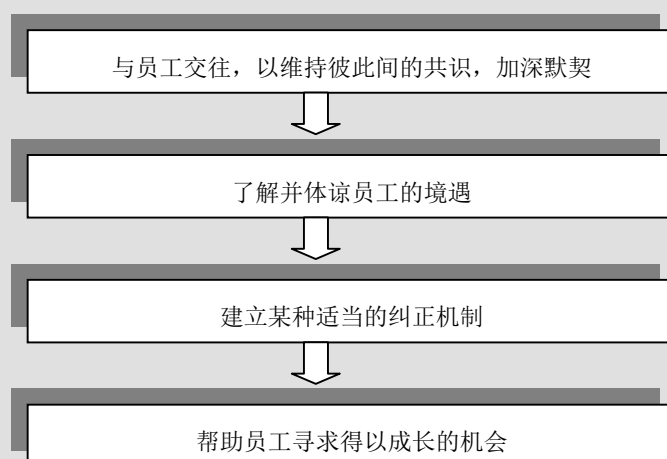 与员工交往，以维持彼此间的共识，加深默契
了解并体谅员工的境遇
建立某种适当的纠正机制
帮助员工寻求得以成长的机会